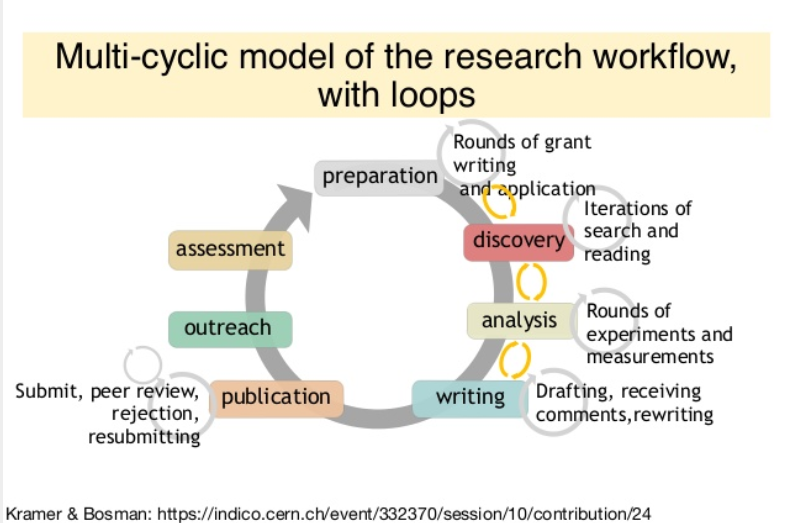 Multi-cyclic model of the research workflow,
with loops
preparation
Rounds of grant
writing
and application
discovery
Iterations of
search and
reading
analysis
Rounds of
experiments and
measurements
writing
Drafting, receiving
comments,rewriting
publication
Submit, peer review,
rejection,
resubmitting
outreach
assessment
Kramer & Bosman: https://indico.cern.ch/event/332370/session/10/contribution/24